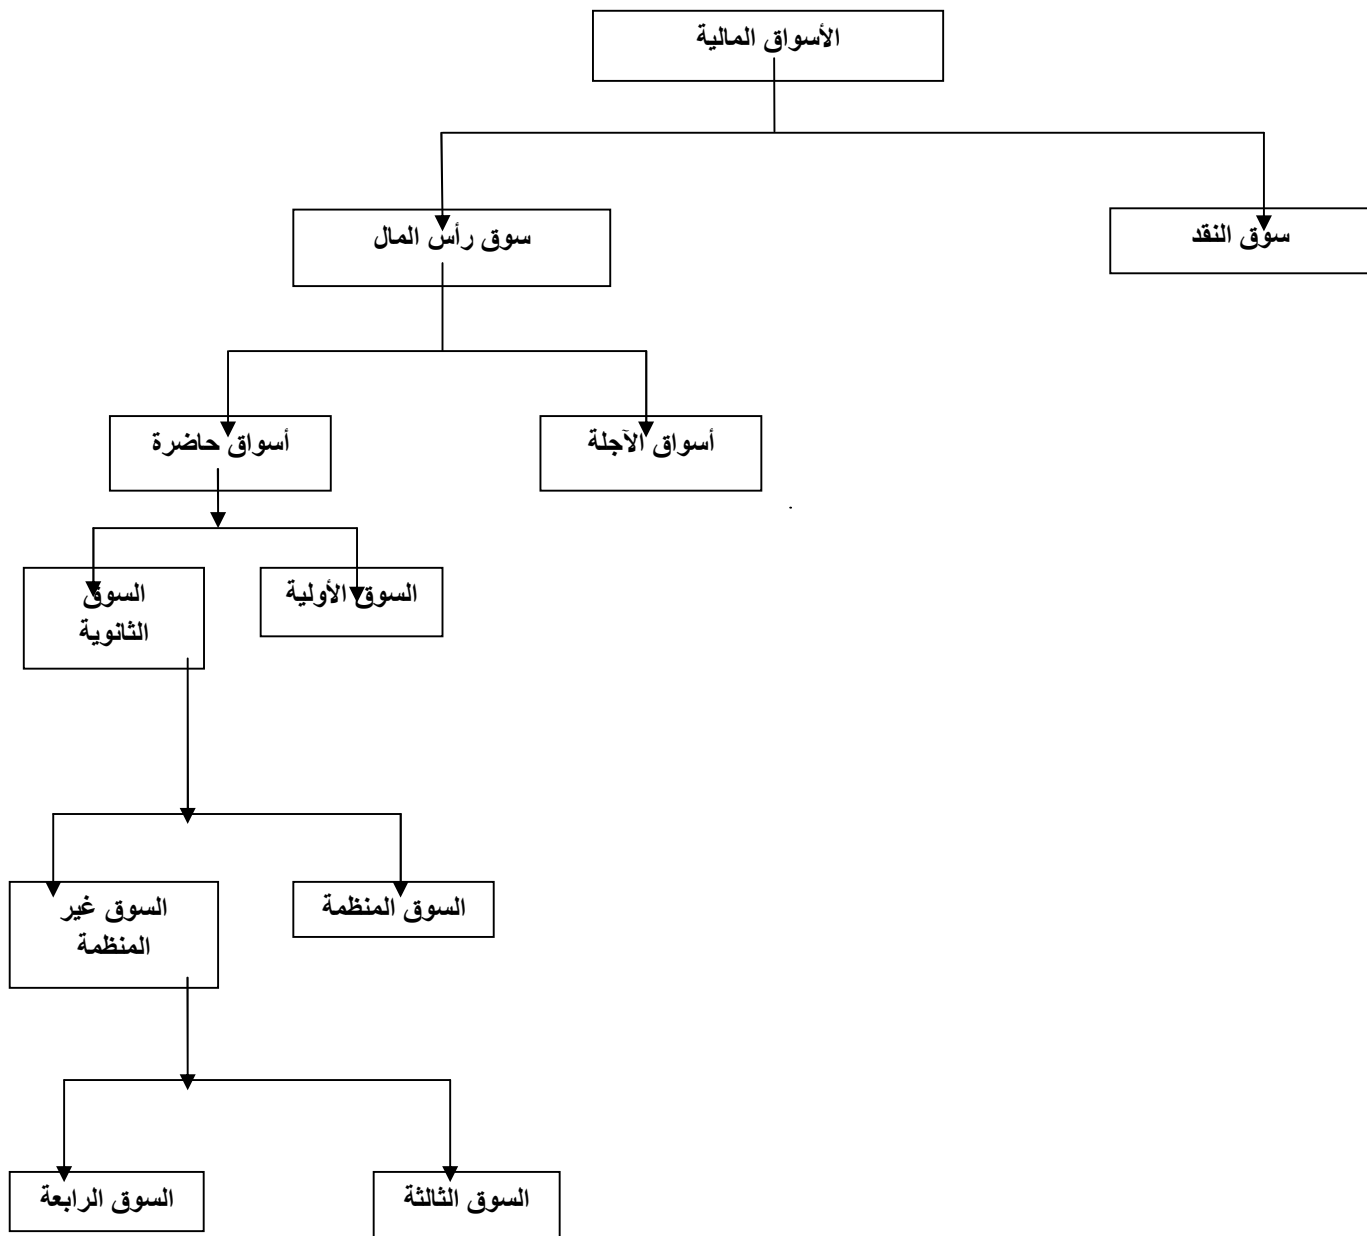 الأسواق المالية
سوق النقد
سوق رأس المال
أسواق الآجلة
أسواق حاضرة
السوق الأولية
السوق
الثانوية
السوق المنظمة
السوق غير
المنظمة
السوق الثالثة
السوق الرابعة